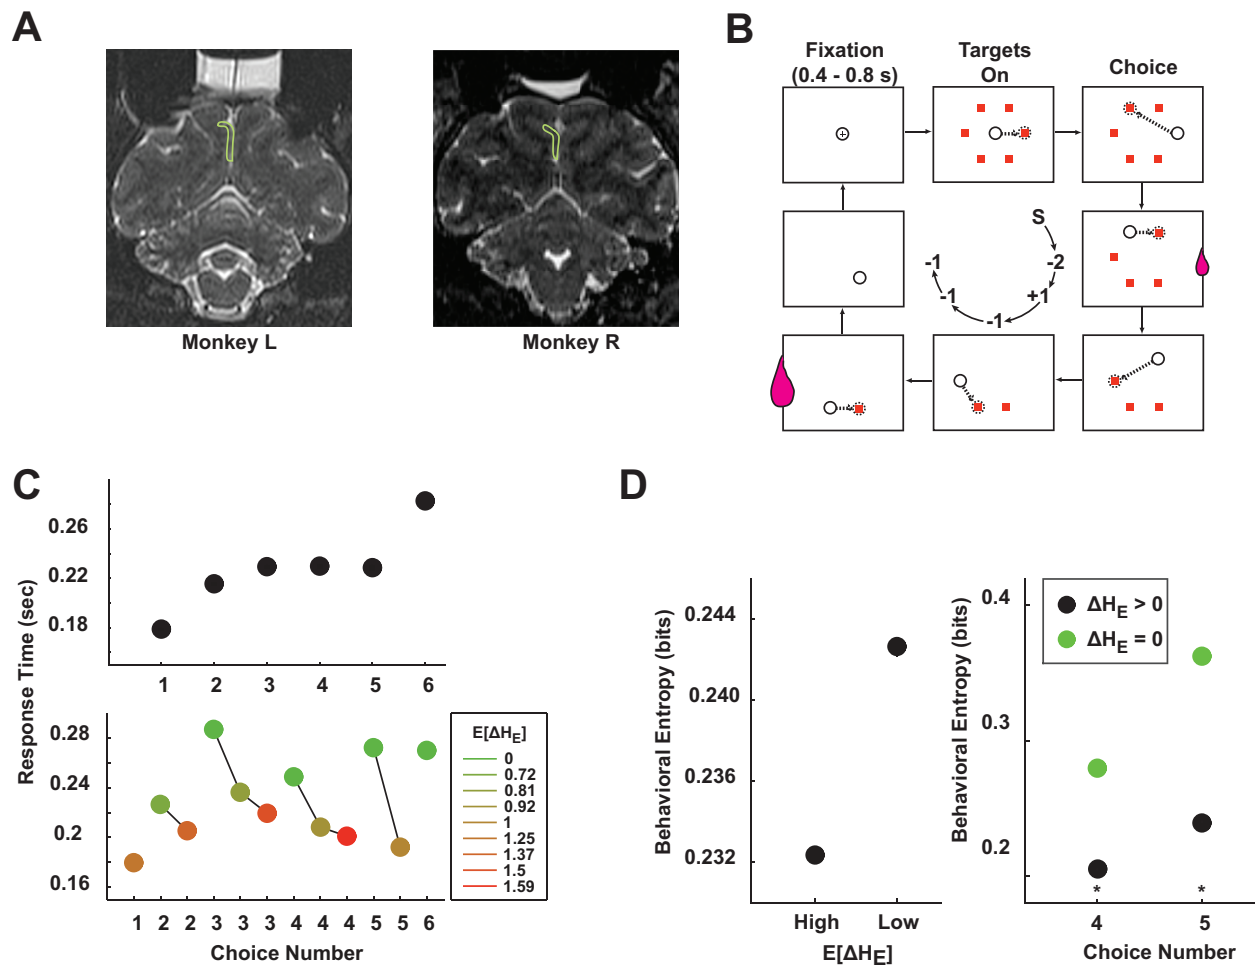 A
Monkey L
Monkey R
B
Fixation
(0.4 - 0.8 s)
Targets
On
Choice
S
-2
+1
-1
-1
-1
C
Response Time (sec)
0.26
0.22
0.18
1 2 3 4 5 6
0.28
0.24
0.2
0.16
1 2 2 3 3 3 4 4 4 5 5 6
Choice Number
E[ΔHE]
0
0.72
0.81
0.92
1
1.25
1.37
1.5
1.59
D
Behavioral Entropy (bits)
0.244
0.240
0.236
0.232
High Low
E[ΔHE]
Behavioral Entropy (bits)
0.4
0.3
0.2
ΔHE > 0
ΔHE = 0
* *
4 5
Choice Number